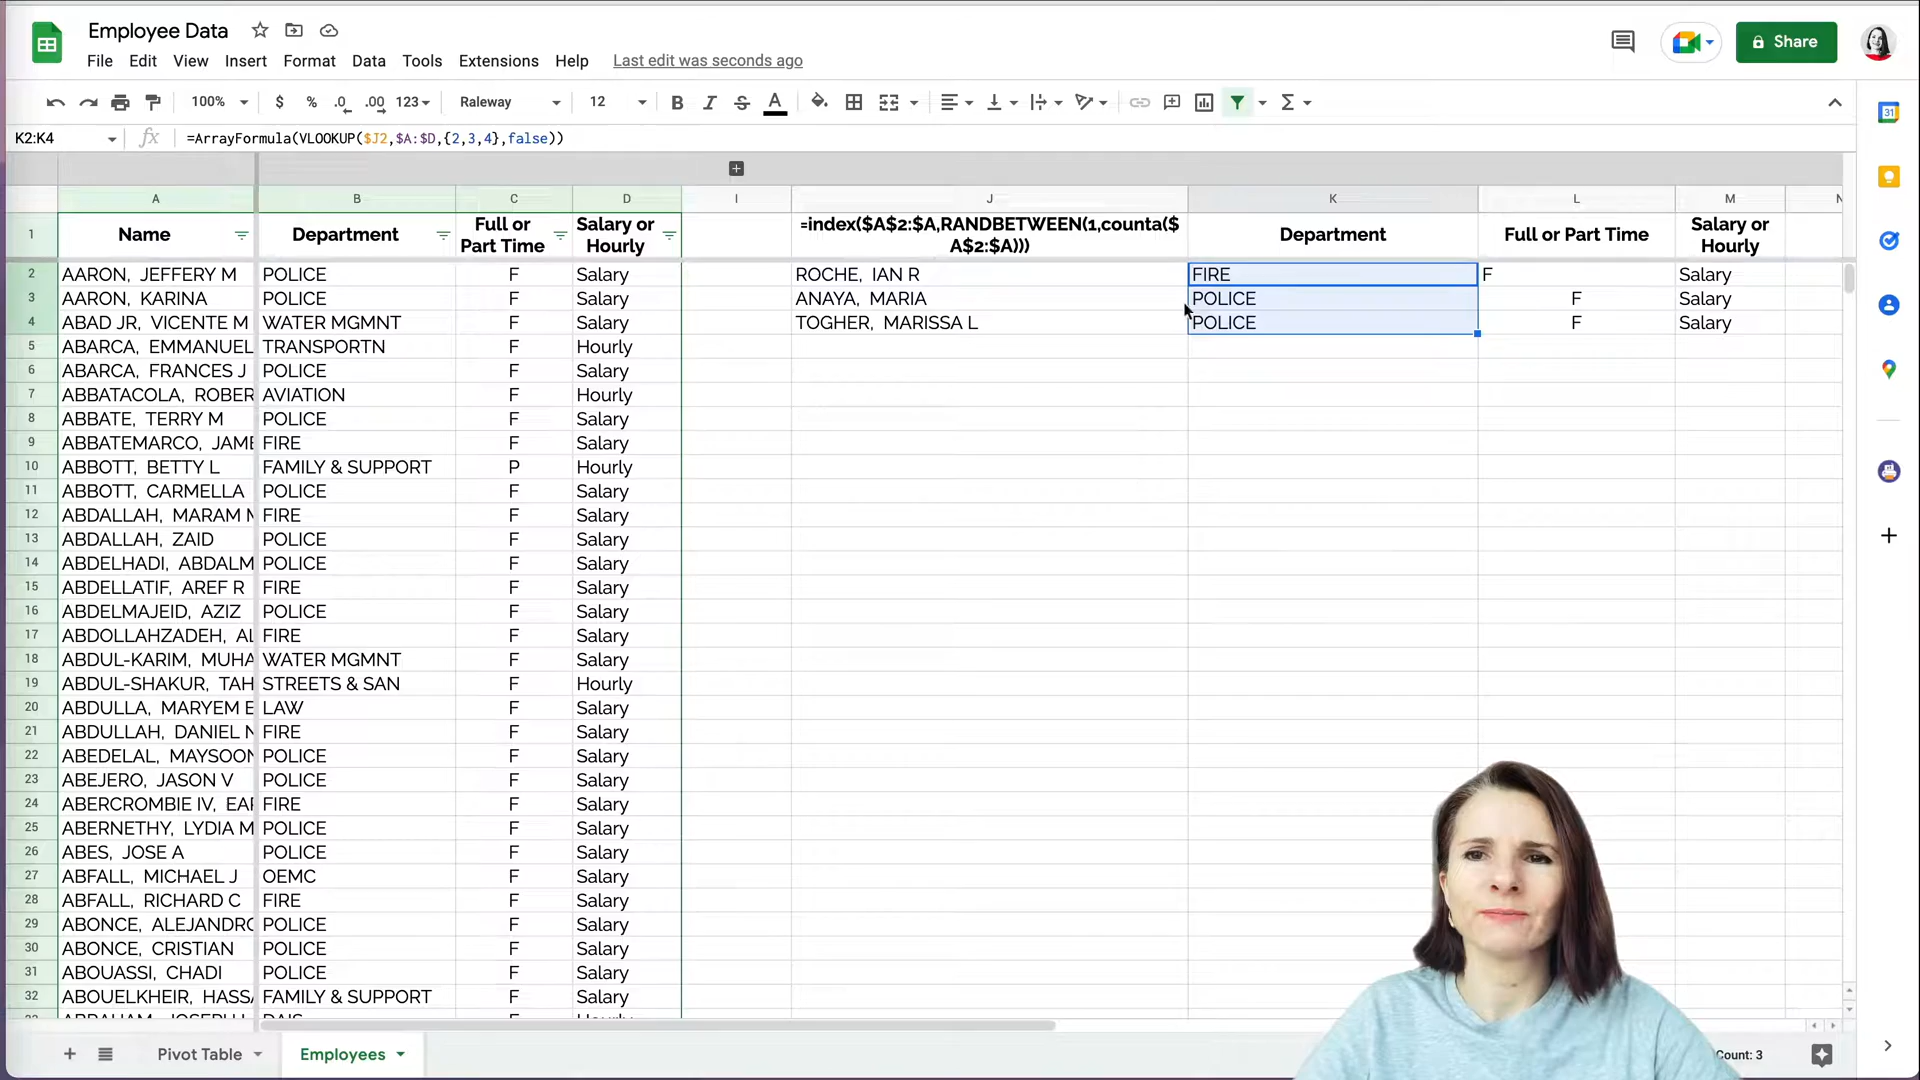 Employee Data
File Edit View Insert Format Data Tools Extensions Help Last edit was seconds ago
Share
100% $ % .0 .00 123 Raleway 12 B I S A Σ
K2:K4 fx =ArrayFormula(VLOOKUP($J2,$A:$D,{2,3,4},false))
A B C D I J K L M N
1 Name Department Full or Part Time Salary or Hourly =index($A$2:$A,RANDBETWEEN(1,counta($A$2:$A))) Department Full or Part Time Salary or Hourly
2 AARON, JEFFERY M POLICE F Salary ROCHE, IAN R FIRE F Salary
3 AARON, KARINA POLICE F Salary ANAYA, MARIA POLICE F Salary
4 ABAD JR, VICENTE M WATER MGMNT F Salary TOGHER, MARISSA L POLICE F Salary
5 ABARCA, EMMANUEL TRANSPORTN F Hourly
6 ABARCA, FRANCES J POLICE F Salary
7 ABBATACOLA, ROBER AVIATION F Hourly
8 ABBATE, TERRY M POLICE F Salary
9 ABBATEMARCO, JAME FIRE F Salary
10 ABBOTT, BETTY L FAMILY & SUPPORT P Hourly
11 ABBOTT, CARMELLA POLICE F Salary
12 ABDALLAH, MARAM M FIRE F Salary
13 ABDALLAH, ZAID POLICE F Salary
14 ABDELHADI, ABDALM POLICE F Salary
15 ABDELLATIF, AREF R FIRE F Salary
16 ABDELMAJEID, AZIZ POLICE F Salary
17 ABDOLLAHZADEH, AL FIRE F Salary
18 ABDUL-KARIM, MUHA WATER MGMNT F Salary
19 ABDUL-SHAKUR, TAH STREETS & SAN F Hourly
20 ABDULLA, MARYEM E LAW F Salary
21 ABDULLAH, DANIEL N FIRE F Salary
22 ABEDELAL, MAYSOON POLICE F Salary
23 ABEJERO, JASON V POLICE F Salary
24 ABERCROMBIE IV, EAR FIRE F Salary
25 ABERNETHY, LYDIA M POLICE F Salary
26 ABES, JOSE A POLICE F Salary
27 ABFALL, MICHAEL J OEMC F Salary
28 ABFALL, RICHARD C FIRE F Salary
29 ABONCE, ALEJANDRO POLICE F Salary
30 ABONCE, CRISTIAN POLICE F Salary
31 ABOUASSI, CHADI POLICE F Salary
32 ABOUELKHEIR, HASSA FAMILY & SUPPORT F Salary
Pivot Table Employees Count: 3
31